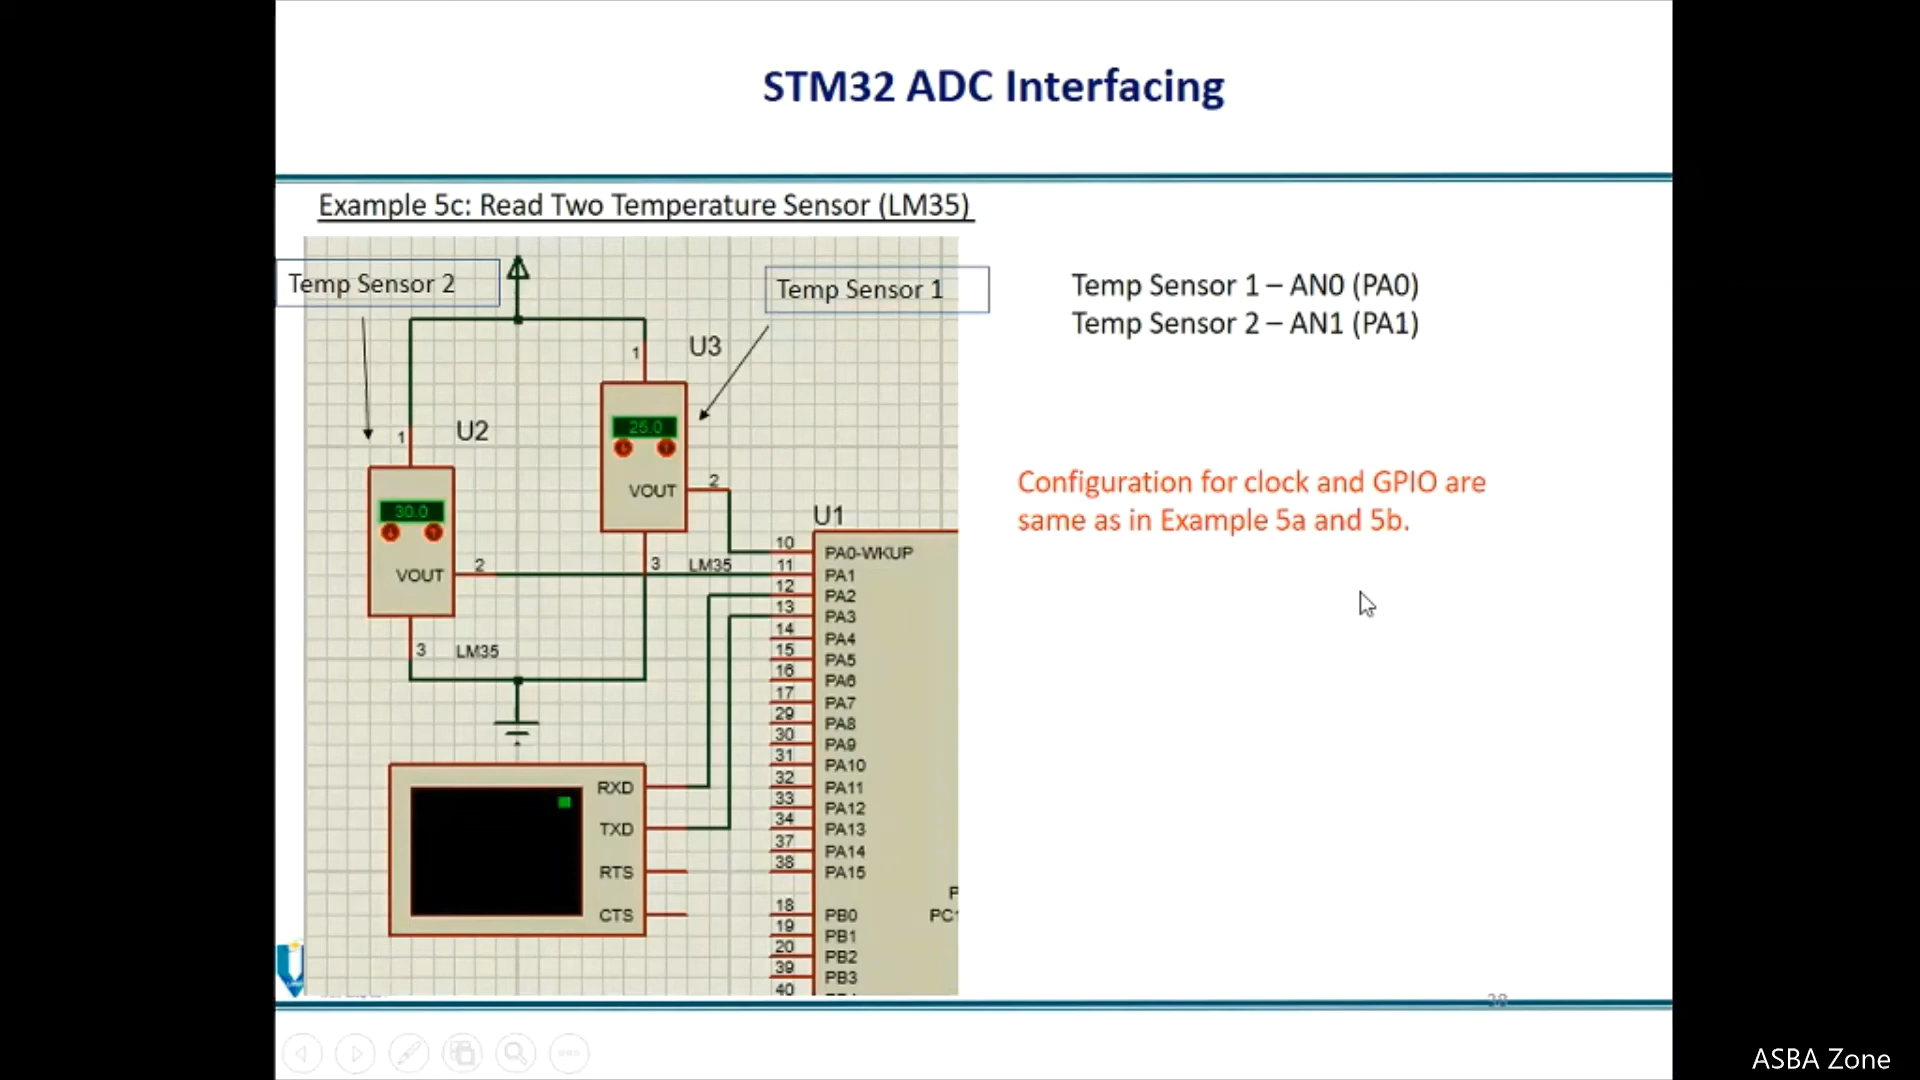 STM32 ADC Interfacing
Example 5c: Read Two Temperature Sensor (LM35)
Temp Sensor 2
Temp Sensor 1
Temp Sensor 1 – AN0 (PA0)
Temp Sensor 2 – AN1 (PA1)
Configuration for clock and GPIO are
same as in Example 5a and 5b.
1
U3
25.0
VOUT
2
3
LM35
1
U2
30.0
VOUT
2
3
LM35
U1
10 PA0-WKUP
11 PA1
12 PA2
13 PA3
14 PA4
15 PA5
16 PA6
17 PA7
29 PA8
30 PA9
31 PA10
32 PA11
33 PA12
34 PA13
37 PA14
38 PA15
18 PB0
19 PB1
20 PB2
39 PB3
40
PC1
RXD
TXD
RTS
CTS
38
ASBA Zone